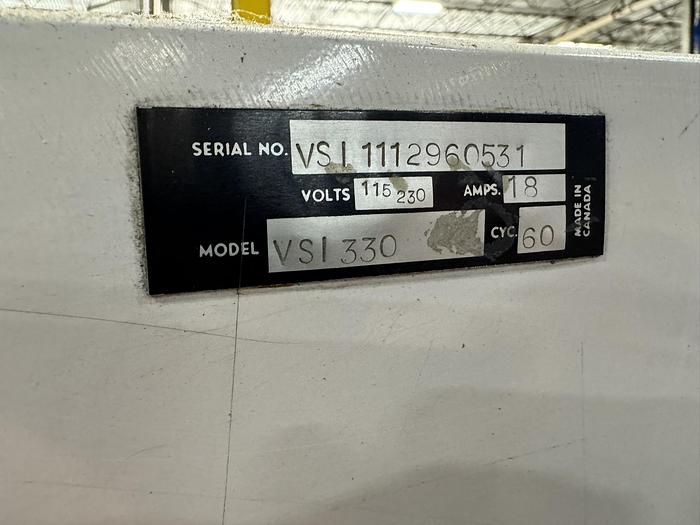 SERIAL NO. VSI 1112960531
VOLTS 115 230 AMPS. 18
MODEL VSI 330 CYC. 60
MADE IN
CANADA